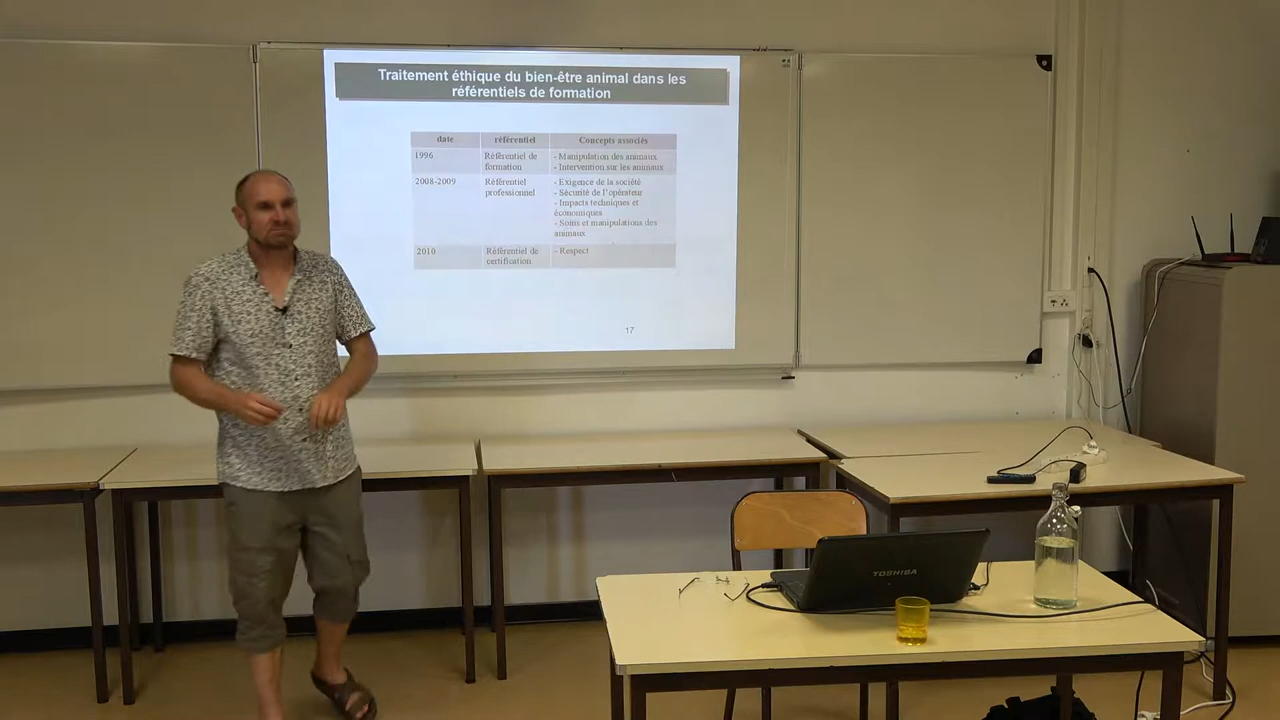 Traitement éthique du bien-être animal dans les
référentiels de formation
date référentiel Concepts associés
1996 Référentiel de formation - Manipulation des animaux
- Intervention sur les animaux
2008-2009 Référentiel professionnel - Exigence de la société
- Sécurité de l'opérateur
- Impacts techniques et
économiques
- Soins et manipulations des
animaux
2010 Référentiel de certification - Respect
17
TOSHIBA